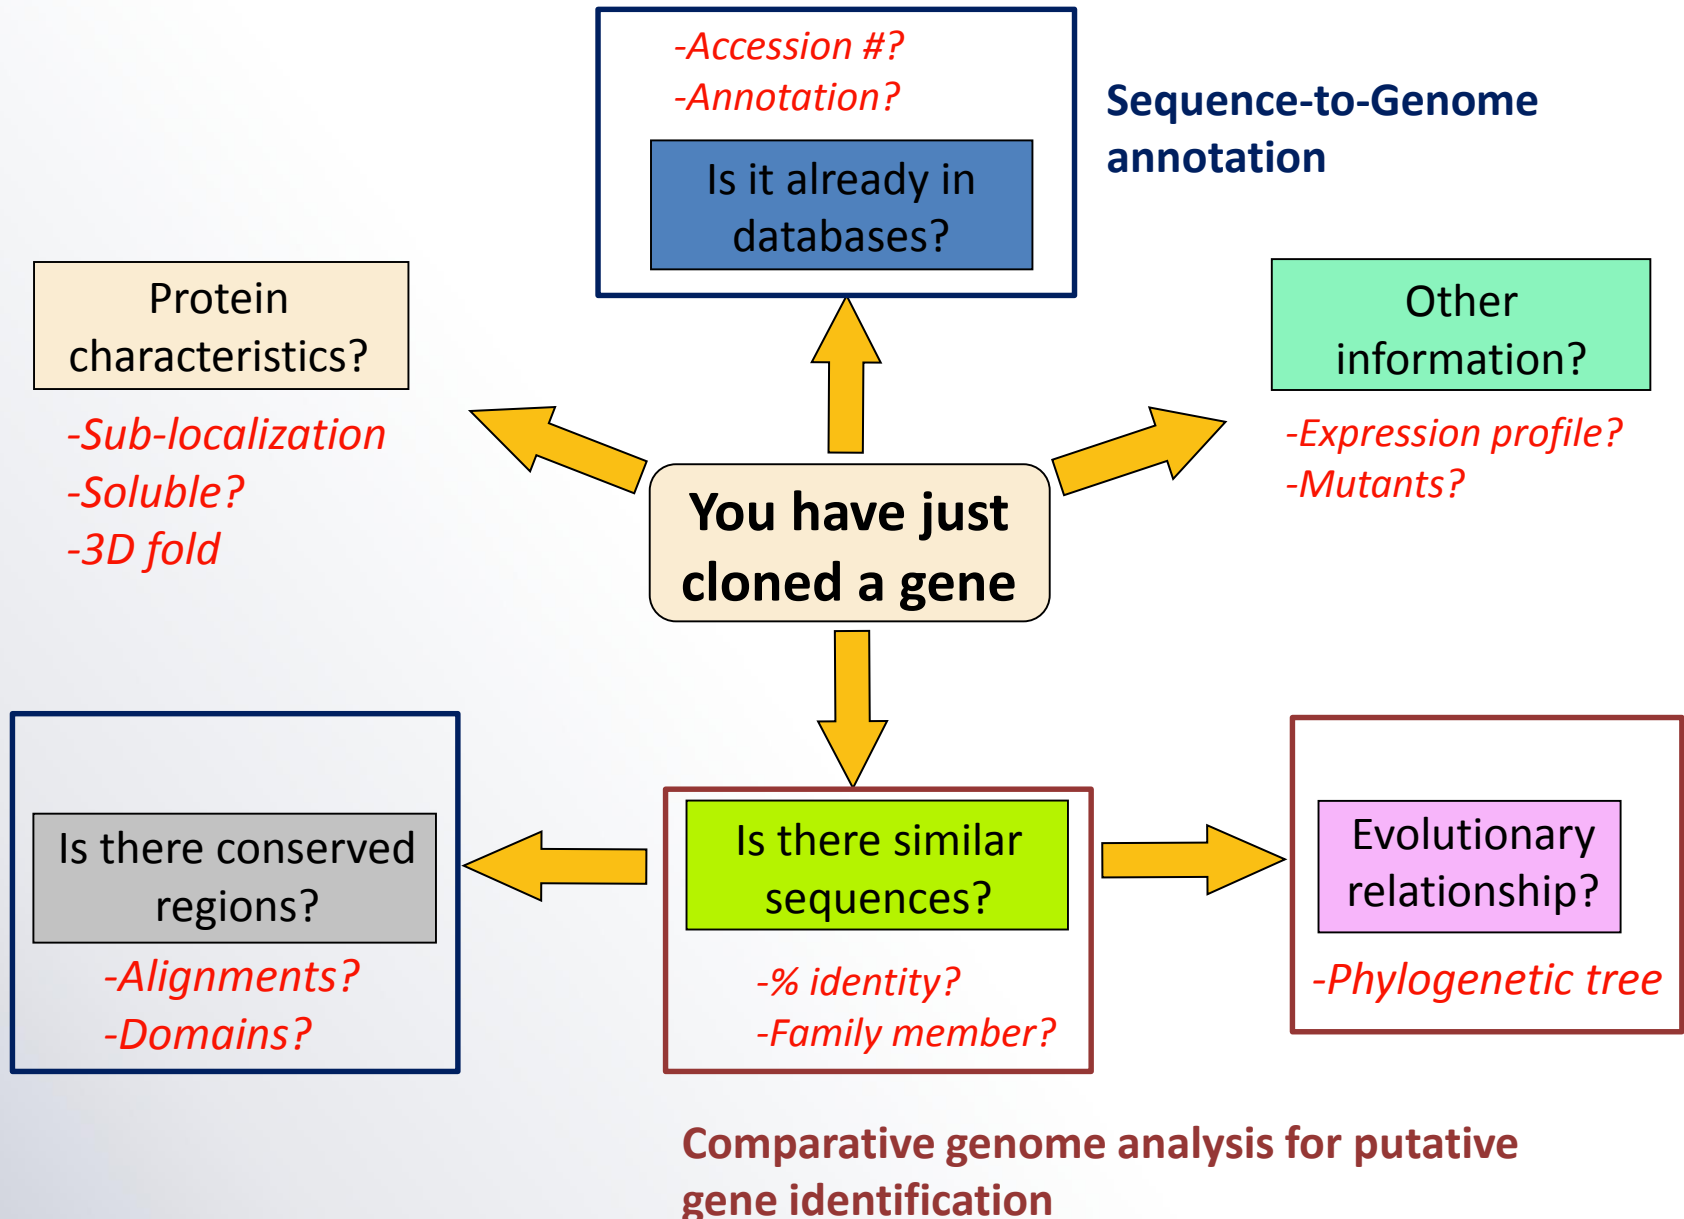 -Accession #?
-Annotation?
Is it already in
databases?
Sequence-to-Genome
annotation
Protein
characteristics?
-Sub-localization
-Soluble?
-3D fold
Other
information?
-Expression profile?
-Mutants?
You have just
cloned a gene
Is there conserved
regions?
-Alignments?
-Domains?
Is there similar
sequences?
-% identity?
-Family member?
Evolutionary
relationship?
-Phylogenetic tree
Comparative genome analysis for putative
gene identification